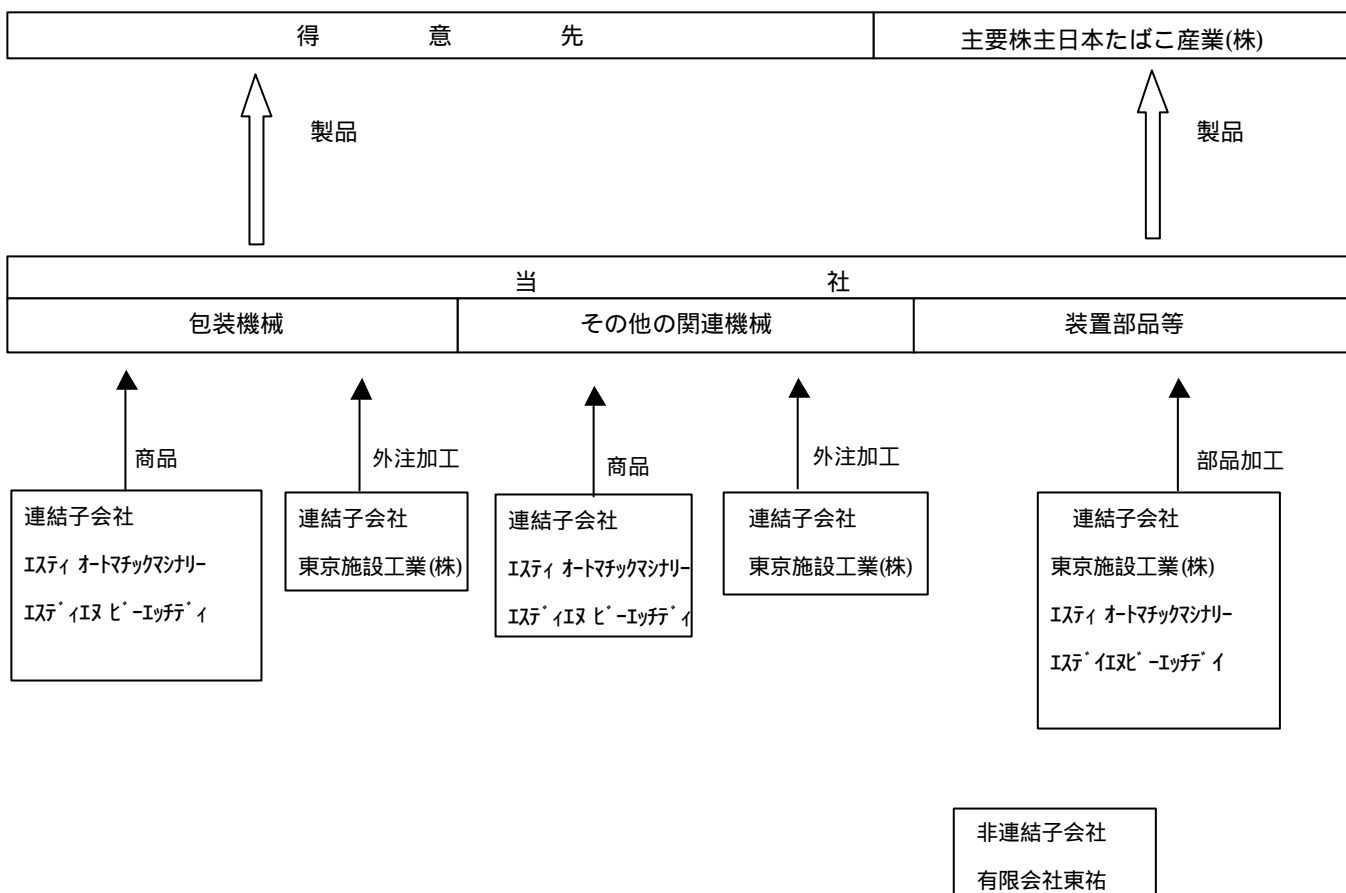 得 意 先
主要株主日本たばこ産業(株)
製品
製品
当 社
包装機械
その他の関連機械
装置部品等
商品
外注加工
商品
外注加工
部品加工
連結子会社
ｴｽﾃｨ ｵｰﾄﾏﾁｯｸﾏｼﾅﾘｰ
ｴｽﾃﾞｨｴﾇ ﾋﾞｰｴｯﾁﾃﾞｨ
連結子会社
東京施設工業(株)
連結子会社
ｴｽﾃｨ ｵｰﾄﾏﾁｯｸﾏｼﾅﾘｰ
ｴｽﾃﾞｨｴﾇ ﾋﾞｰｴｯﾁﾃﾞｨ
連結子会社
東京施設工業(株)
連結子会社
東京施設工業(株)
ｴｽﾃｨ ｵｰﾄﾏﾁｯｸﾏｼﾅﾘｰ
ｴｽﾃﾞｲｴﾇﾋﾞｰｴｯﾁﾃﾞｲ
非連結子会社
有限会社東祐